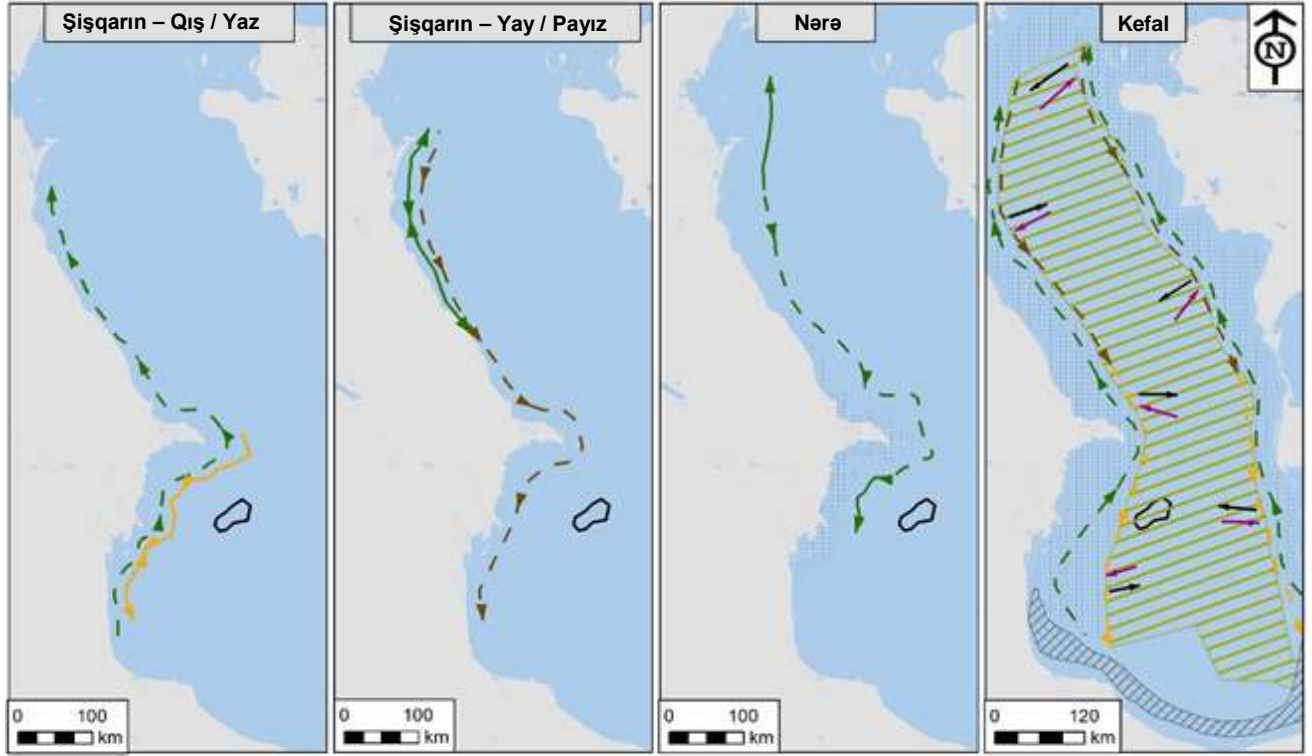 Şişqarın – Qış / Yaz
Şişqarın – Yay / Payız
Nərə
Kefal
N
0 100
km
0 100
km
0 100
km
0 120
km